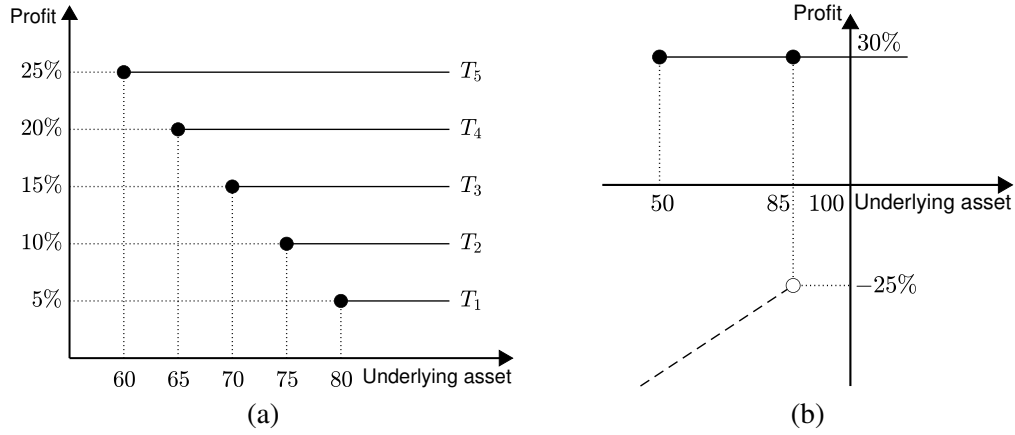 Profit
25%
T5
20%
T4
15%
T3
10%
T2
5%
T1
60 65 70 75 80 Underlying asset
(a)
Profit
30%
50 85 100 Underlying asset
−25%
(b)